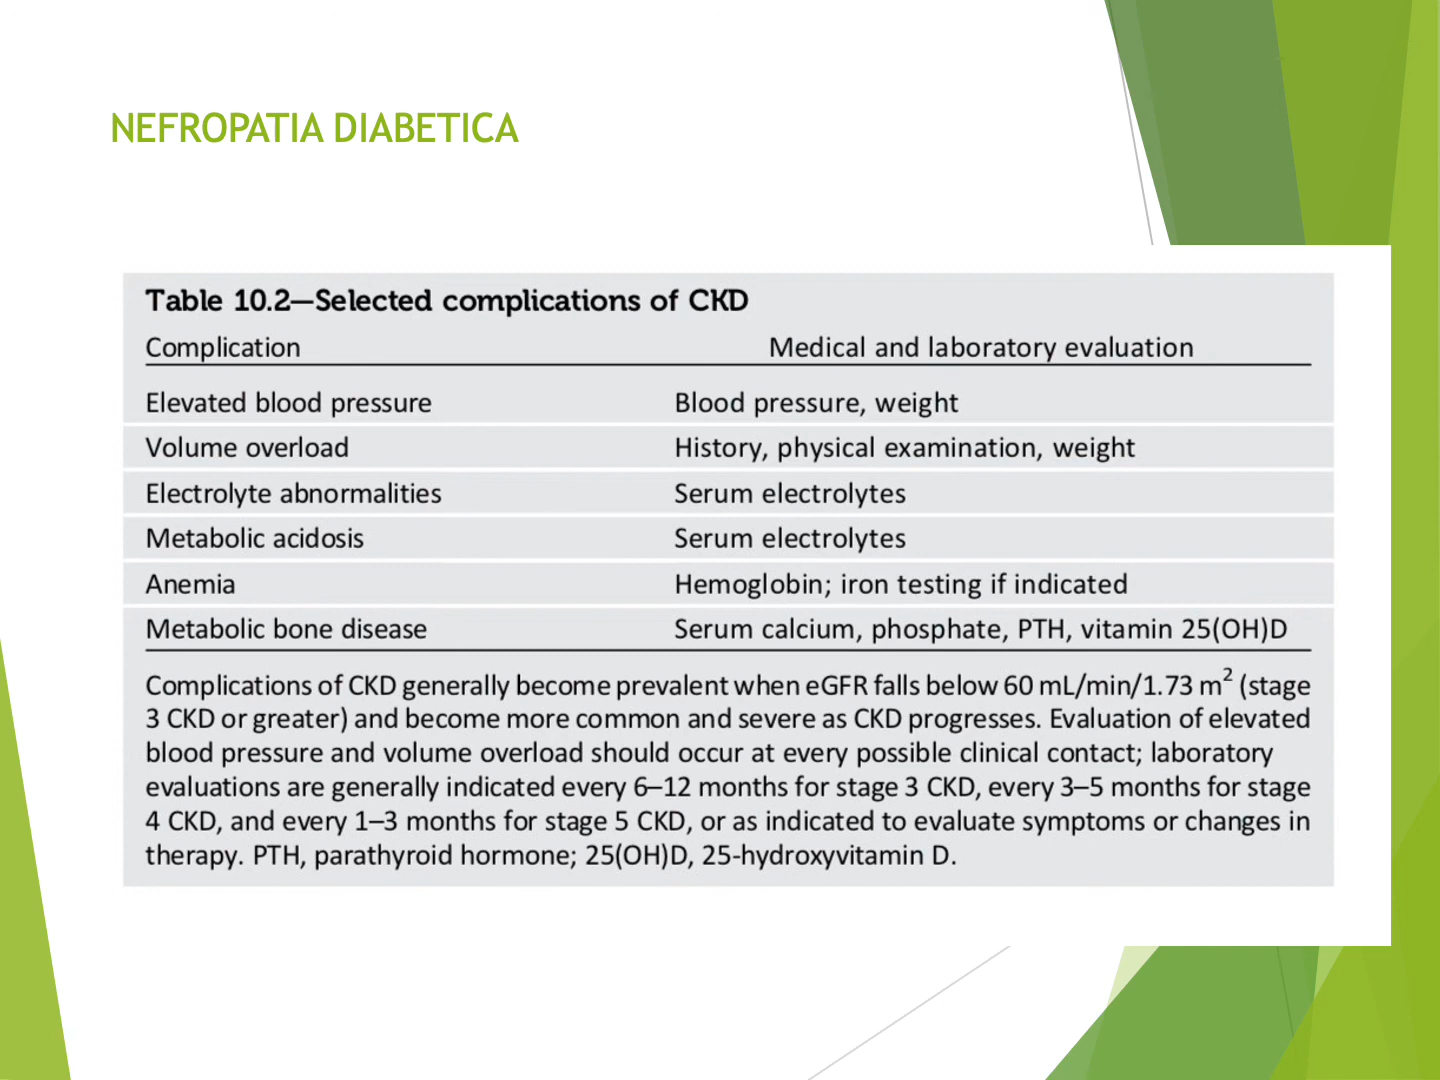 NEFROPATIA DIABETICA
Table 10.2—Selected complications of CKD
Complication Medical and laboratory evaluation
Elevated blood pressure Blood pressure, weight
Volume overload History, physical examination, weight
Electrolyte abnormalities Serum electrolytes
Metabolic acidosis Serum electrolytes
Anemia Hemoglobin; iron testing if indicated
Metabolic bone disease Serum calcium, phosphate, PTH, vitamin 25(OH)D
Complications of CKD generally become prevalent when eGFR falls below 60 mL/min/1.73 m² (stage
3 CKD or greater) and become more common and severe as CKD progresses. Evaluation of elevated
blood pressure and volume overload should occur at every possible clinical contact; laboratory
evaluations are generally indicated every 6–12 months for stage 3 CKD, every 3–5 months for stage
4 CKD, and every 1–3 months for stage 5 CKD, or as indicated to evaluate symptoms or changes in
therapy. PTH, parathyroid hormone; 25(OH)D, 25-hydroxyvitamin D.